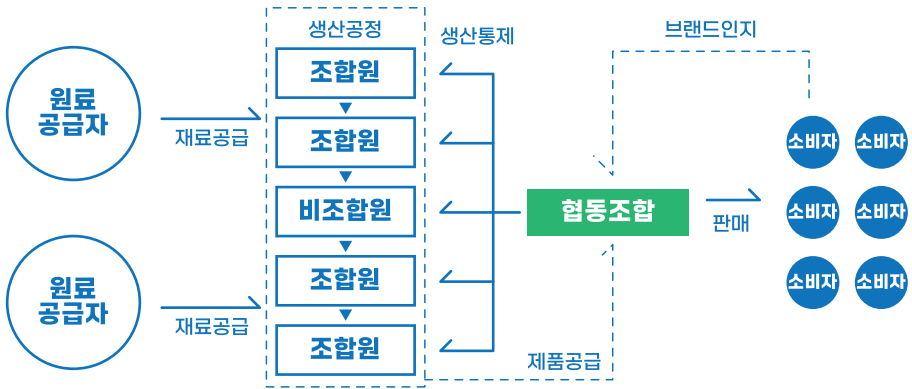 원료
공급자
재료공급
원료
공급자
재료공급
생산공정
조합원
조합원
비조합원
조합원
조합원
생산통제
브랜드인지
협동조합
제품공급
판매
소비자 소비자
소비자 소비자
소비자 소비자